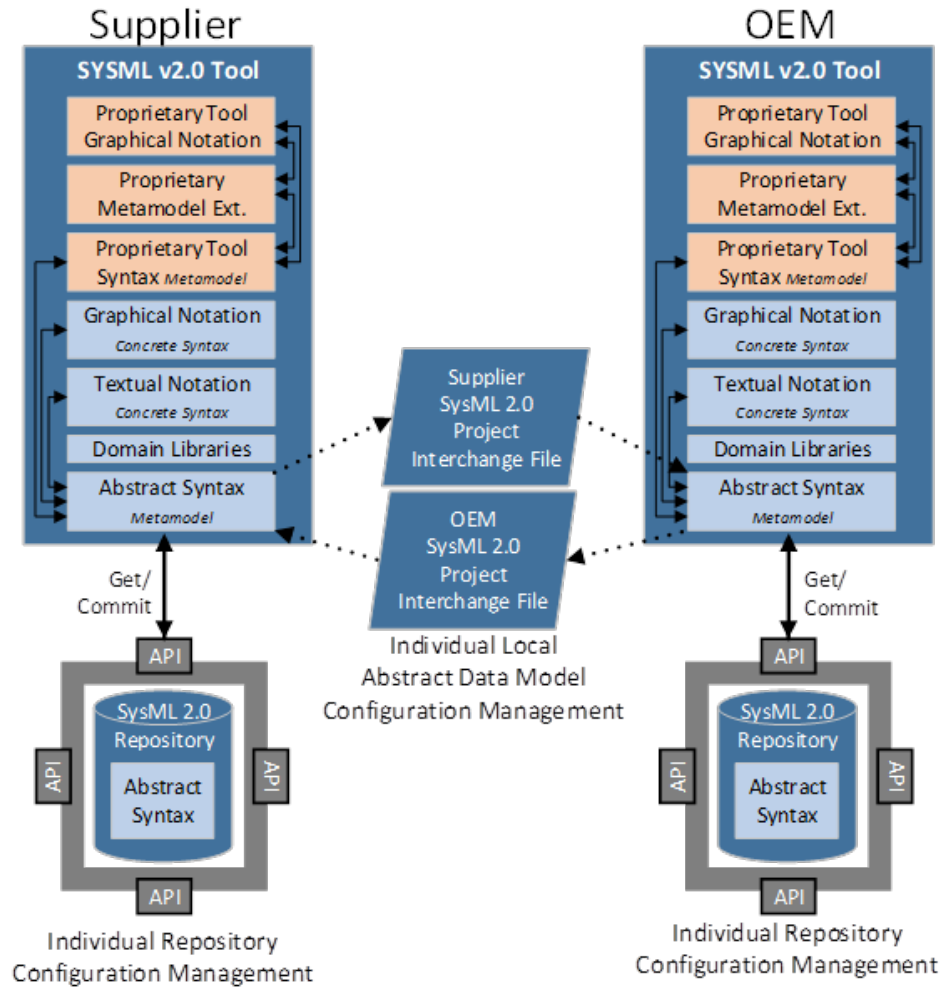 Supplier
SYSML v2.0 Tool
Proprietary Tool
Graphical Notation
Proprietary
Metamodel Ext.
Proprietary Tool
Syntax Metamodel
Graphical Notation
Concrete Syntax
Textual Notation
Concrete Syntax
Domain Libraries
Abstract Syntax
Metamodel
Get/
Commit
API
API
API
SysML 2.0
Repository
Abstract
Syntax
API
Individual Repository
Configuration Management
Supplier
SysML 2.0
Project
Interchange File
OEM
SysML 2.0
Project
Interchange File
Individual Local
Abstract Data Model
Configuration Management
OEM
SYSML v2.0 Tool
Proprietary Tool
Graphical Notation
Proprietary
Metamodel Ext.
Proprietary Tool
Syntax Metamodel
Graphical Notation
Concrete Syntax
Textual Notation
Concrete Syntax
Domain Libraries
Abstract Syntax
Metamodel
Get/
Commit
API
API
API
SysML 2.0
Repository
Abstract
Syntax
API
Individual Repository
Configuration Management